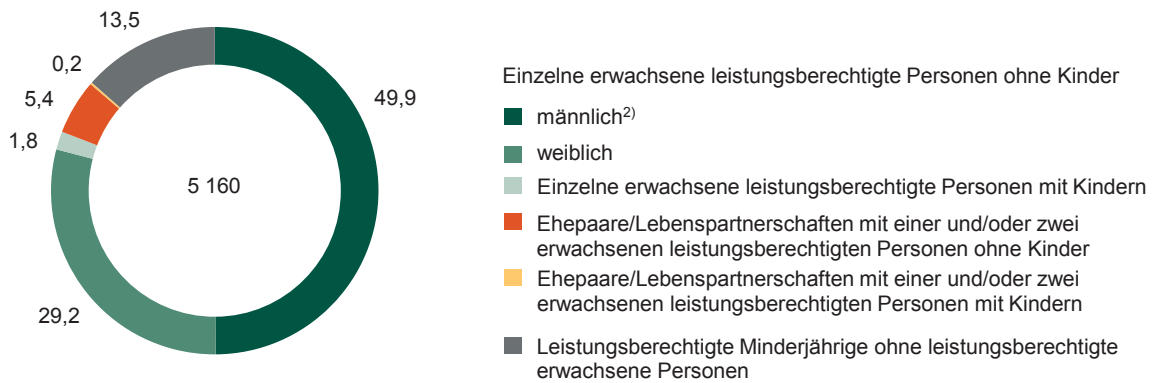 13,5
0,2
5,4
1,8
49,9
5 160
29,2
Einzelne erwachsene leistungsberechtigte Personen ohne Kinder
männlich2)
weiblich
Einzelne erwachsene leistungsberechtigte Personen mit Kindern
Ehepaare/Lebenspartnerschaften mit einer und/oder zwei
erwachsenen leistungsberechtigten Personen ohne Kinder
Ehepaare/Lebenspartnerschaften mit einer und/oder zwei
erwachsenen leistungsberechtigten Personen mit Kindern
Leistungsberechtigte Minderjährige ohne leistungsberechtigte
erwachsene Personen